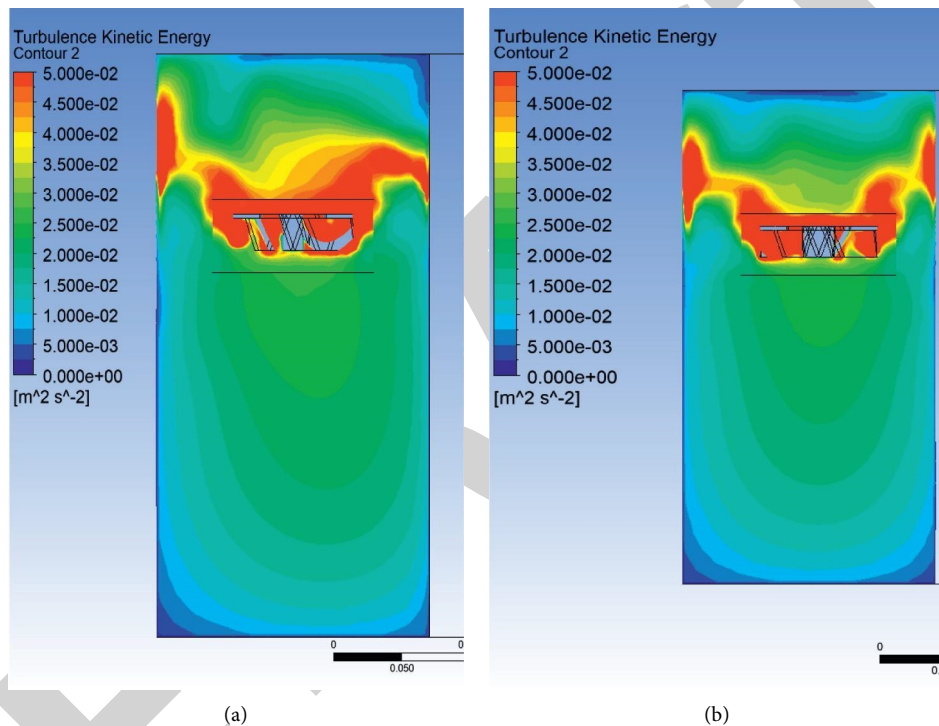 Turbulence Kinetic Energy
Contour 2
5.000e-02
4.500e-02
4.000e-02
3.500e-02
3.000e-02
2.500e-02
2.000e-02
1.500e-02
1.000e-02
5.000e-03
0.000e+00
[m^2 s^-2]
0
0.050
(a)
Turbulence Kinetic Energy
Contour 2
5.000e-02
4.500e-02
4.000e-02
3.500e-02
3.000e-02
2.500e-02
2.000e-02
1.500e-02
1.000e-02
5.000e-03
0.000e+00
[m^2 s^-2]
0
(b)